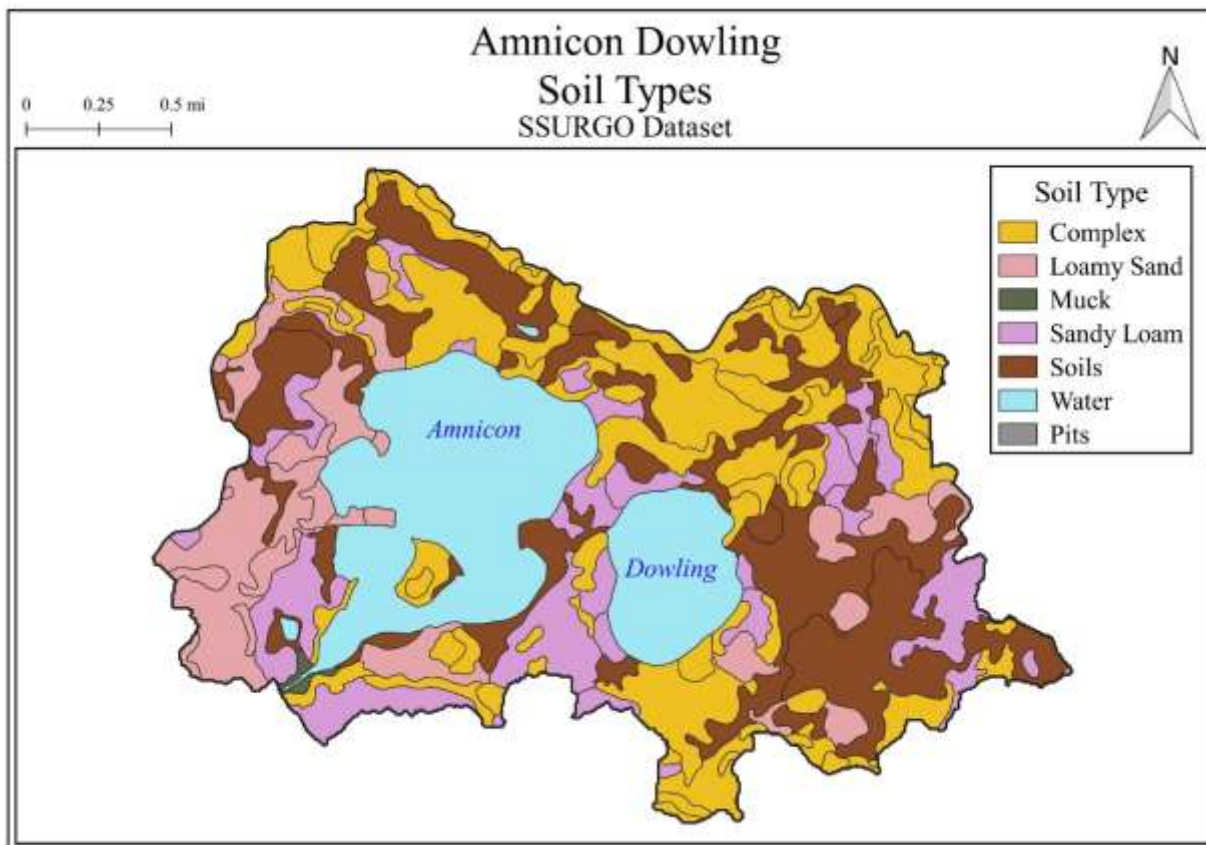 Amnicon Dowling
Soil Types
SSURGO Dataset
0 0.25 0.5 mi
N
Soil Type
Complex
Loamy Sand
Muck
Sandy Loam
Soils
Water
Pits
Amnicon
Dowling